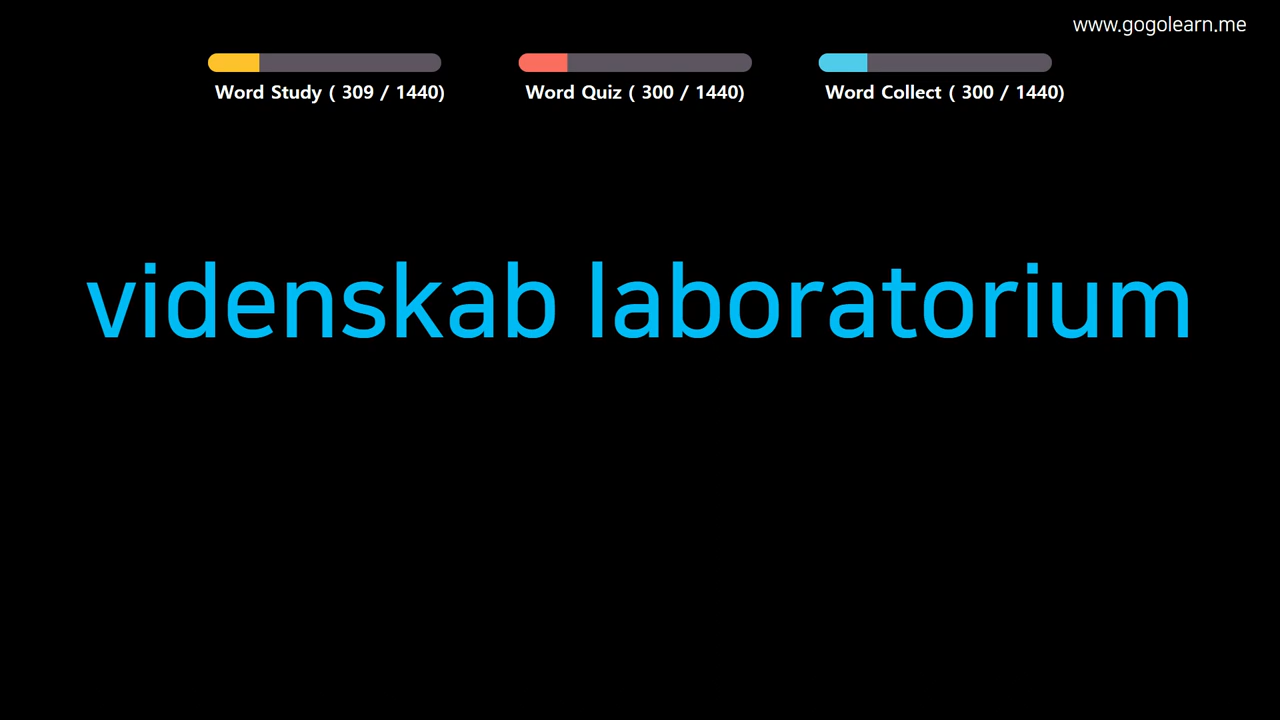 www.gogolearn.me
Word Study ( 309 / 1440)
Word Quiz ( 300 / 1440)
Word Collect ( 300 / 1440)
videnskab laboratorium